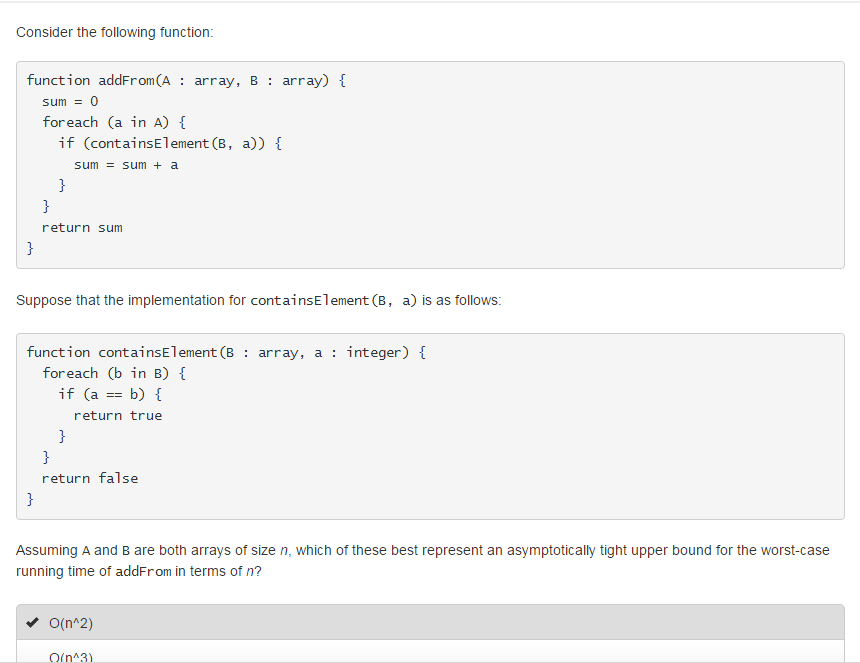 Consider the following function:
function addFrom(A : array, B : array) {
  sum = 0
  foreach (a in A) {
    if (containsElement(B, a)) {
      sum = sum + a
    }
  }
  return sum
}
Suppose that the implementation for containsElement(B, a) is as follows:
function containsElement(B : array, a : integer) {
  foreach (b in B) {
    if (a == b) {
      return true
    }
  }
  return false
}
Assuming A and B are both arrays of size n, which of these best represent an asymptotically tight upper bound for the worst-case
running time of addFrom in terms of n?
✔ O(n^2)
O(n^3)